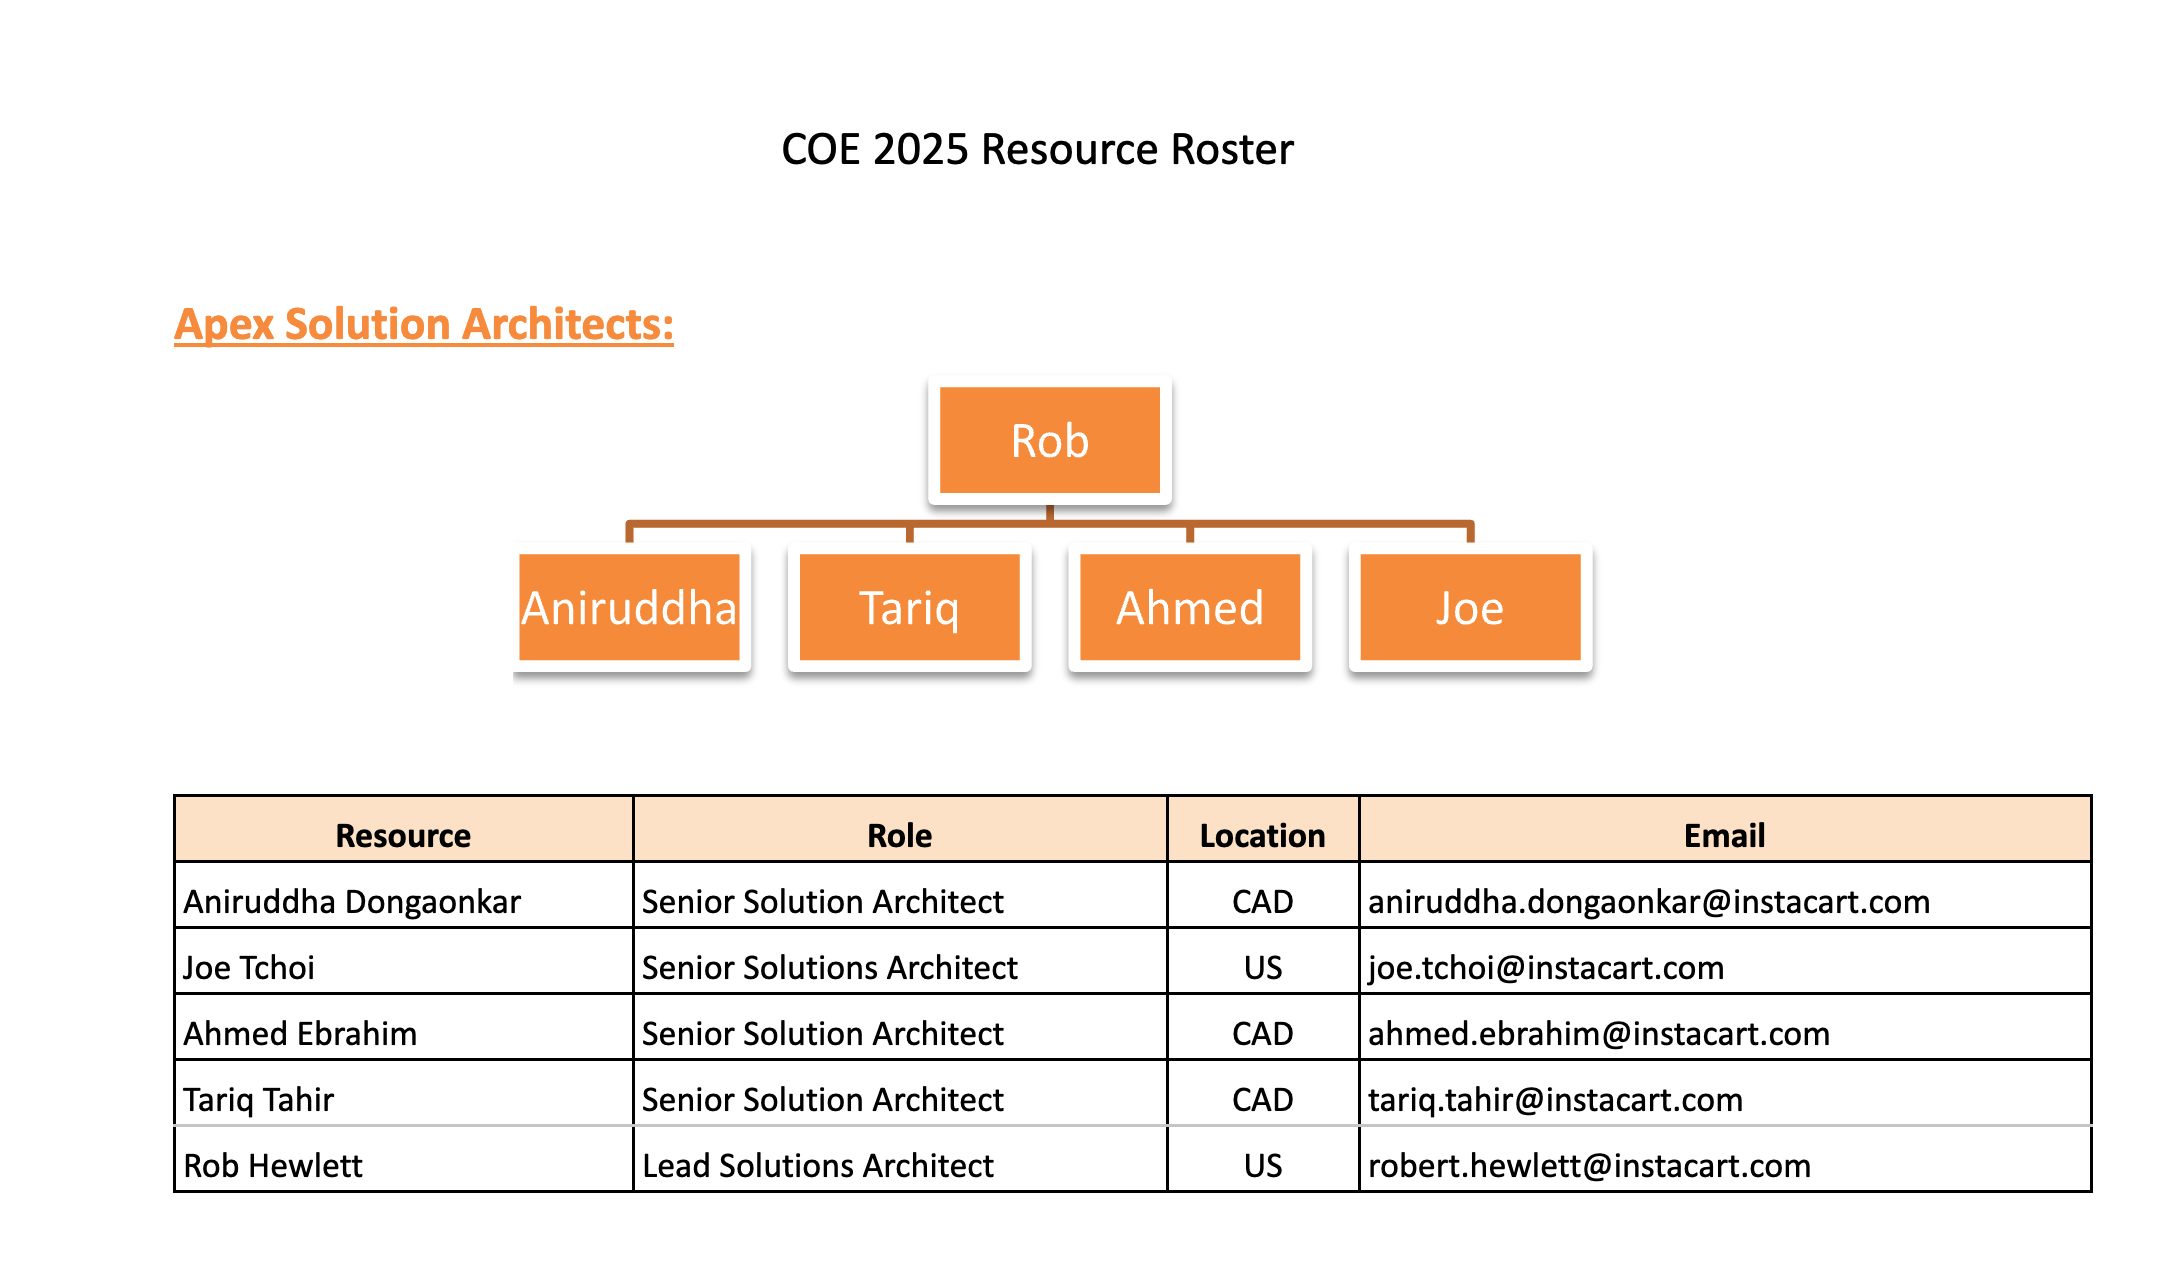 COE 2025 Resource Roster
Apex Solution Architects:
Rob
Aniruddha Tariq Ahmed Joe
Resource Role Location Email
Aniruddha Dongaonkar Senior Solution Architect CAD aniruddha.dongaonkar@instacart.com
Joe Tchoi Senior Solutions Architect US joe.tchoi@instacart.com
Ahmed Ebrahim Senior Solution Architect CAD ahmed.ebrahim@instacart.com
Tariq Tahir Senior Solution Architect CAD tariq.tahir@instacart.com
Rob Hewlett Lead Solutions Architect US robert.hewlett@instacart.com